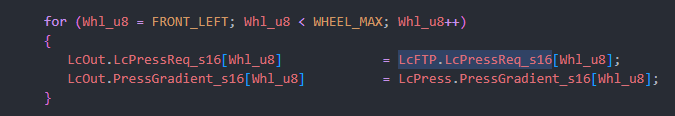 for (Whl_u8 = FRONT_LEFT; Whl_u8 < WHEEL_MAX; Whl_u8++)
{
LcOut.LcPressReq_s16[Whl_u8] = LcFTP.LcPressReq_s16[Whl_u8];
LcOut.PressGradient_s16[Whl_u8] = LcPress.PressGradient_s16[Whl_u8];
}